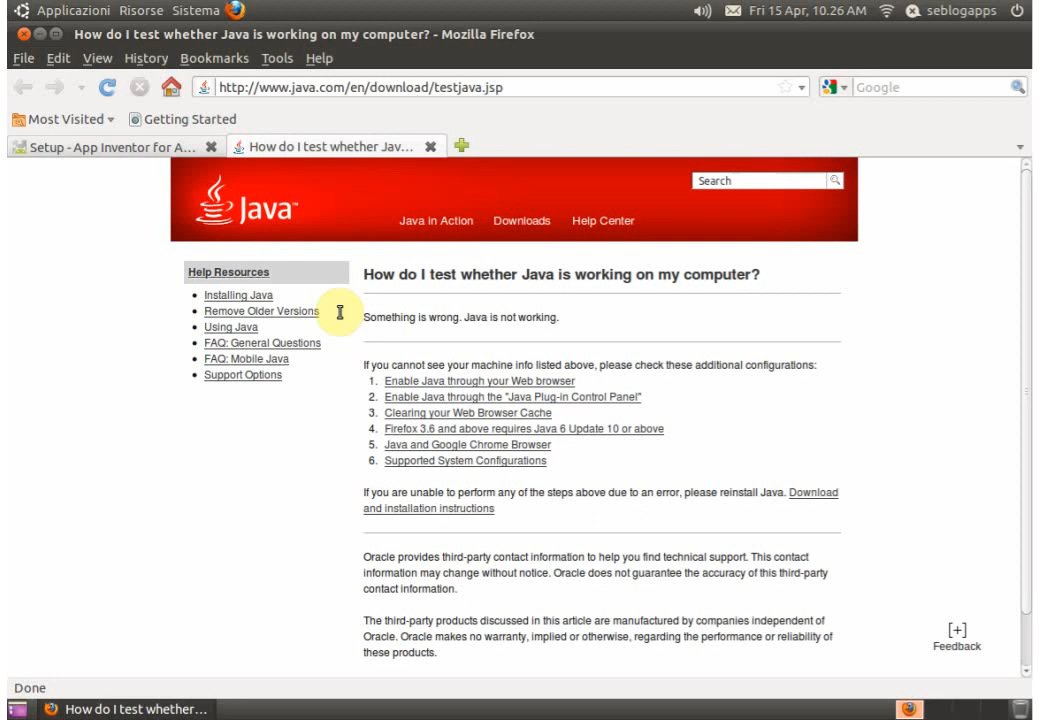 Applicazioni Risorse Sistema Fri 15 Apr, 10.26 AM seblogapps
How do I test whether Java is working on my computer? - Mozilla Firefox
File Edit View History Bookmarks Tools Help
http://www.java.com/en/download/testjava.jsp Google
Most Visited Getting Started
Setup - App Inventor for A... How do I test whether Jav...
Search
Java™
Java in Action Downloads Help Center
Help Resources
Installing Java
Remove Older Versions
Using Java
FAQ: General Questions
FAQ: Mobile Java
Support Options
How do I test whether Java is working on my computer?
Something is wrong. Java is not working.
If you cannot see your machine info listed above, please check these additional configurations:
1. Enable Java through your Web browser
2. Enable Java through the "Java Plug-in Control Panel"
3. Clearing your Web Browser Cache
4. Firefox 3.6 and above requires Java 6 Update 10 or above
5. Java and Google Chrome Browser
6. Supported System Configurations
If you are unable to perform any of the steps above due to an error, please reinstall Java. Download
and installation instructions
Oracle provides third-party contact information to help you find technical support. This contact
information may change without notice. Oracle does not guarantee the accuracy of this third-party
contact information.
The third-party products discussed in this article are manufactured by companies independent of
Oracle. Oracle makes no warranty, implied or otherwise, regarding the performance or reliability of
these products.
[+]
Feedback
Done
How do I test whether...